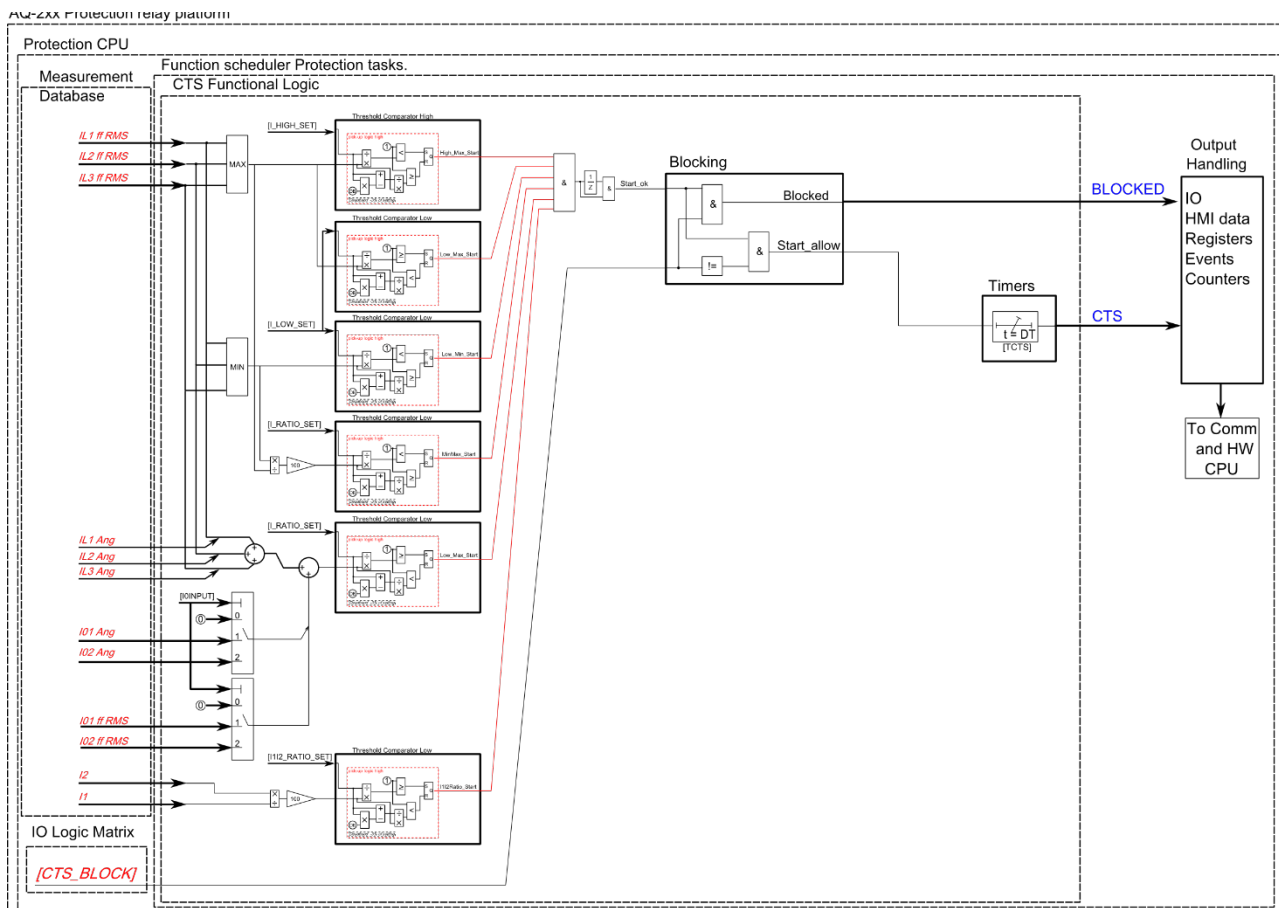 AQ-2xx Protection relay platform
Protection CPU
Function scheduler Protection tasks.
Measurement
Database
CTS Functional Logic
IL1 ff RMS
IL2 ff RMS
IL3 ff RMS
MAX
[I_HIGH_SET]
Threshold Comparator High
High_Max_Start
Threshold Comparator Low
Low_Max_Start
[I_LOW_SET]
Threshold Comparator Low
Low_Min_Start
MIN
[I_RATIO_SET]
Threshold Comparator Low
MinMax_Start
100
[I_RATIO_SET]
Threshold Comparator Low
Low_Max_Start
IL1 Ang
IL2 Ang
IL3 Ang
[I0INPUT]
0
0
1
2
I01 Ang
I02 Ang
0
0
1
2
I01 ff RMS
I02 ff RMS
[I1I2_RATIO_SET]
Threshold Comparator Low
I1I2Ratio_Start
I2
I1
100
IO Logic Matrix
[CTS_BLOCK]
&
1
Z
&
Start_ok
Blocking
&
Blocked
&
Start_allow
!=
Timers
t = DT
[TCTS]
BLOCKED
CTS
Output
Handling
IO
HMI data
Registers
Events
Counters
To Comm
and HW
CPU